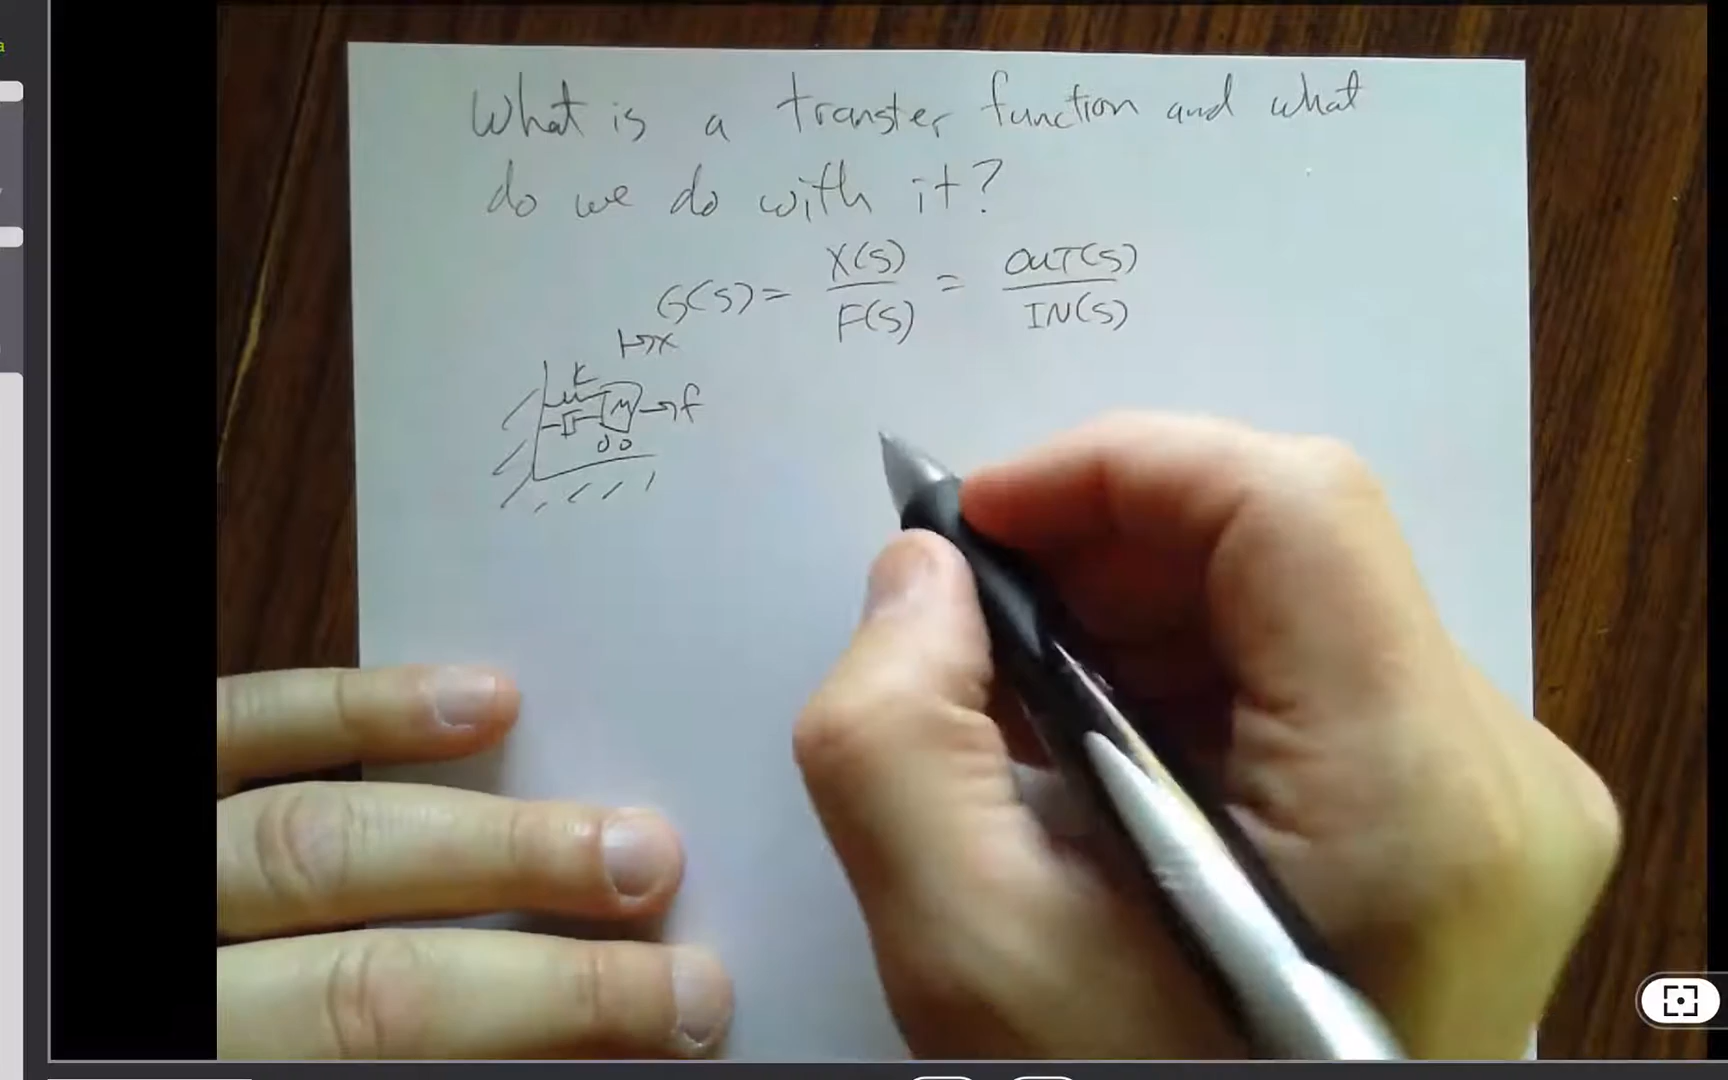 What is a transfer function and what
do we do with it?
G(s) = X(s) / F(s) = OUT(s) / IN(s)
x
K
M
f